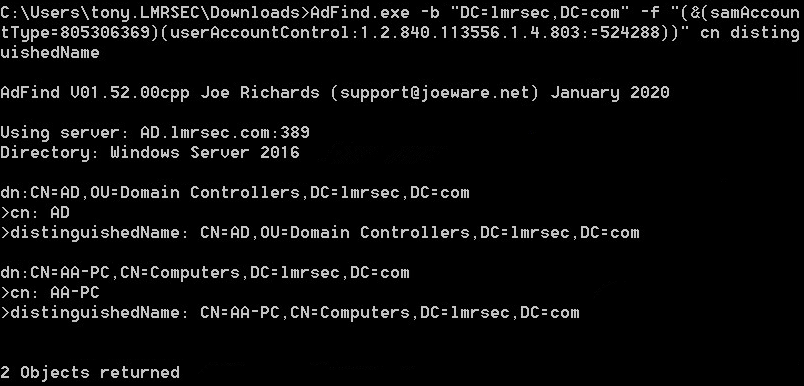 C:\Users\tony.LMRSEC\Downloads>AdFind.exe -b "DC=lmrsec,DC=com" -f "(&(samAccoun
tType=805306369)(userAccountControl:1.2.840.113556.1.4.803:=524288))" cn disting
uishedName
AdFind V01.52.00cpp Joe Richards (support@joeware.net) January 2020
Using server: AD.lmrsec.com:389
Directory: Windows Server 2016
dn:CN=AD,OU=Domain Controllers,DC=lmrsec,DC=com
>cn: AD
>distinguishedName: CN=AD,OU=Domain Controllers,DC=lmrsec,DC=com
dn:CN=AA-PC,CN=Computers,DC=lmrsec,DC=com
>cn: AA-PC
>distinguishedName: CN=AA-PC,CN=Computers,DC=lmrsec,DC=com
2 Objects returned